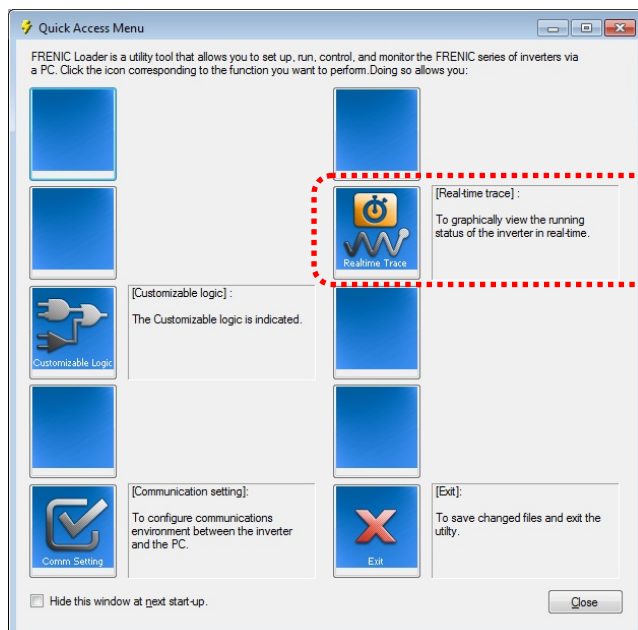 Quick Access Menu
FRENIC Loader is a utility tool that allows you to set up, run, control, and monitor the FRENIC series of inverters via
a PC. Click the icon corresponding to the function you want to perform.Doing so allows you:
[Real-time trace] :
To graphically view the running
status of the inverter in real-time.
Realtime Trace
[Customizable logic] :
The Customizable logic is indicated.
Customizable Logic
[Communication setting]:
To configure communications
environment between the inverter
and the PC.
Comm Setting
[Exit]:
To save changed files and exit the
utilty.
Exit
Hide this window at next start-up.
Close